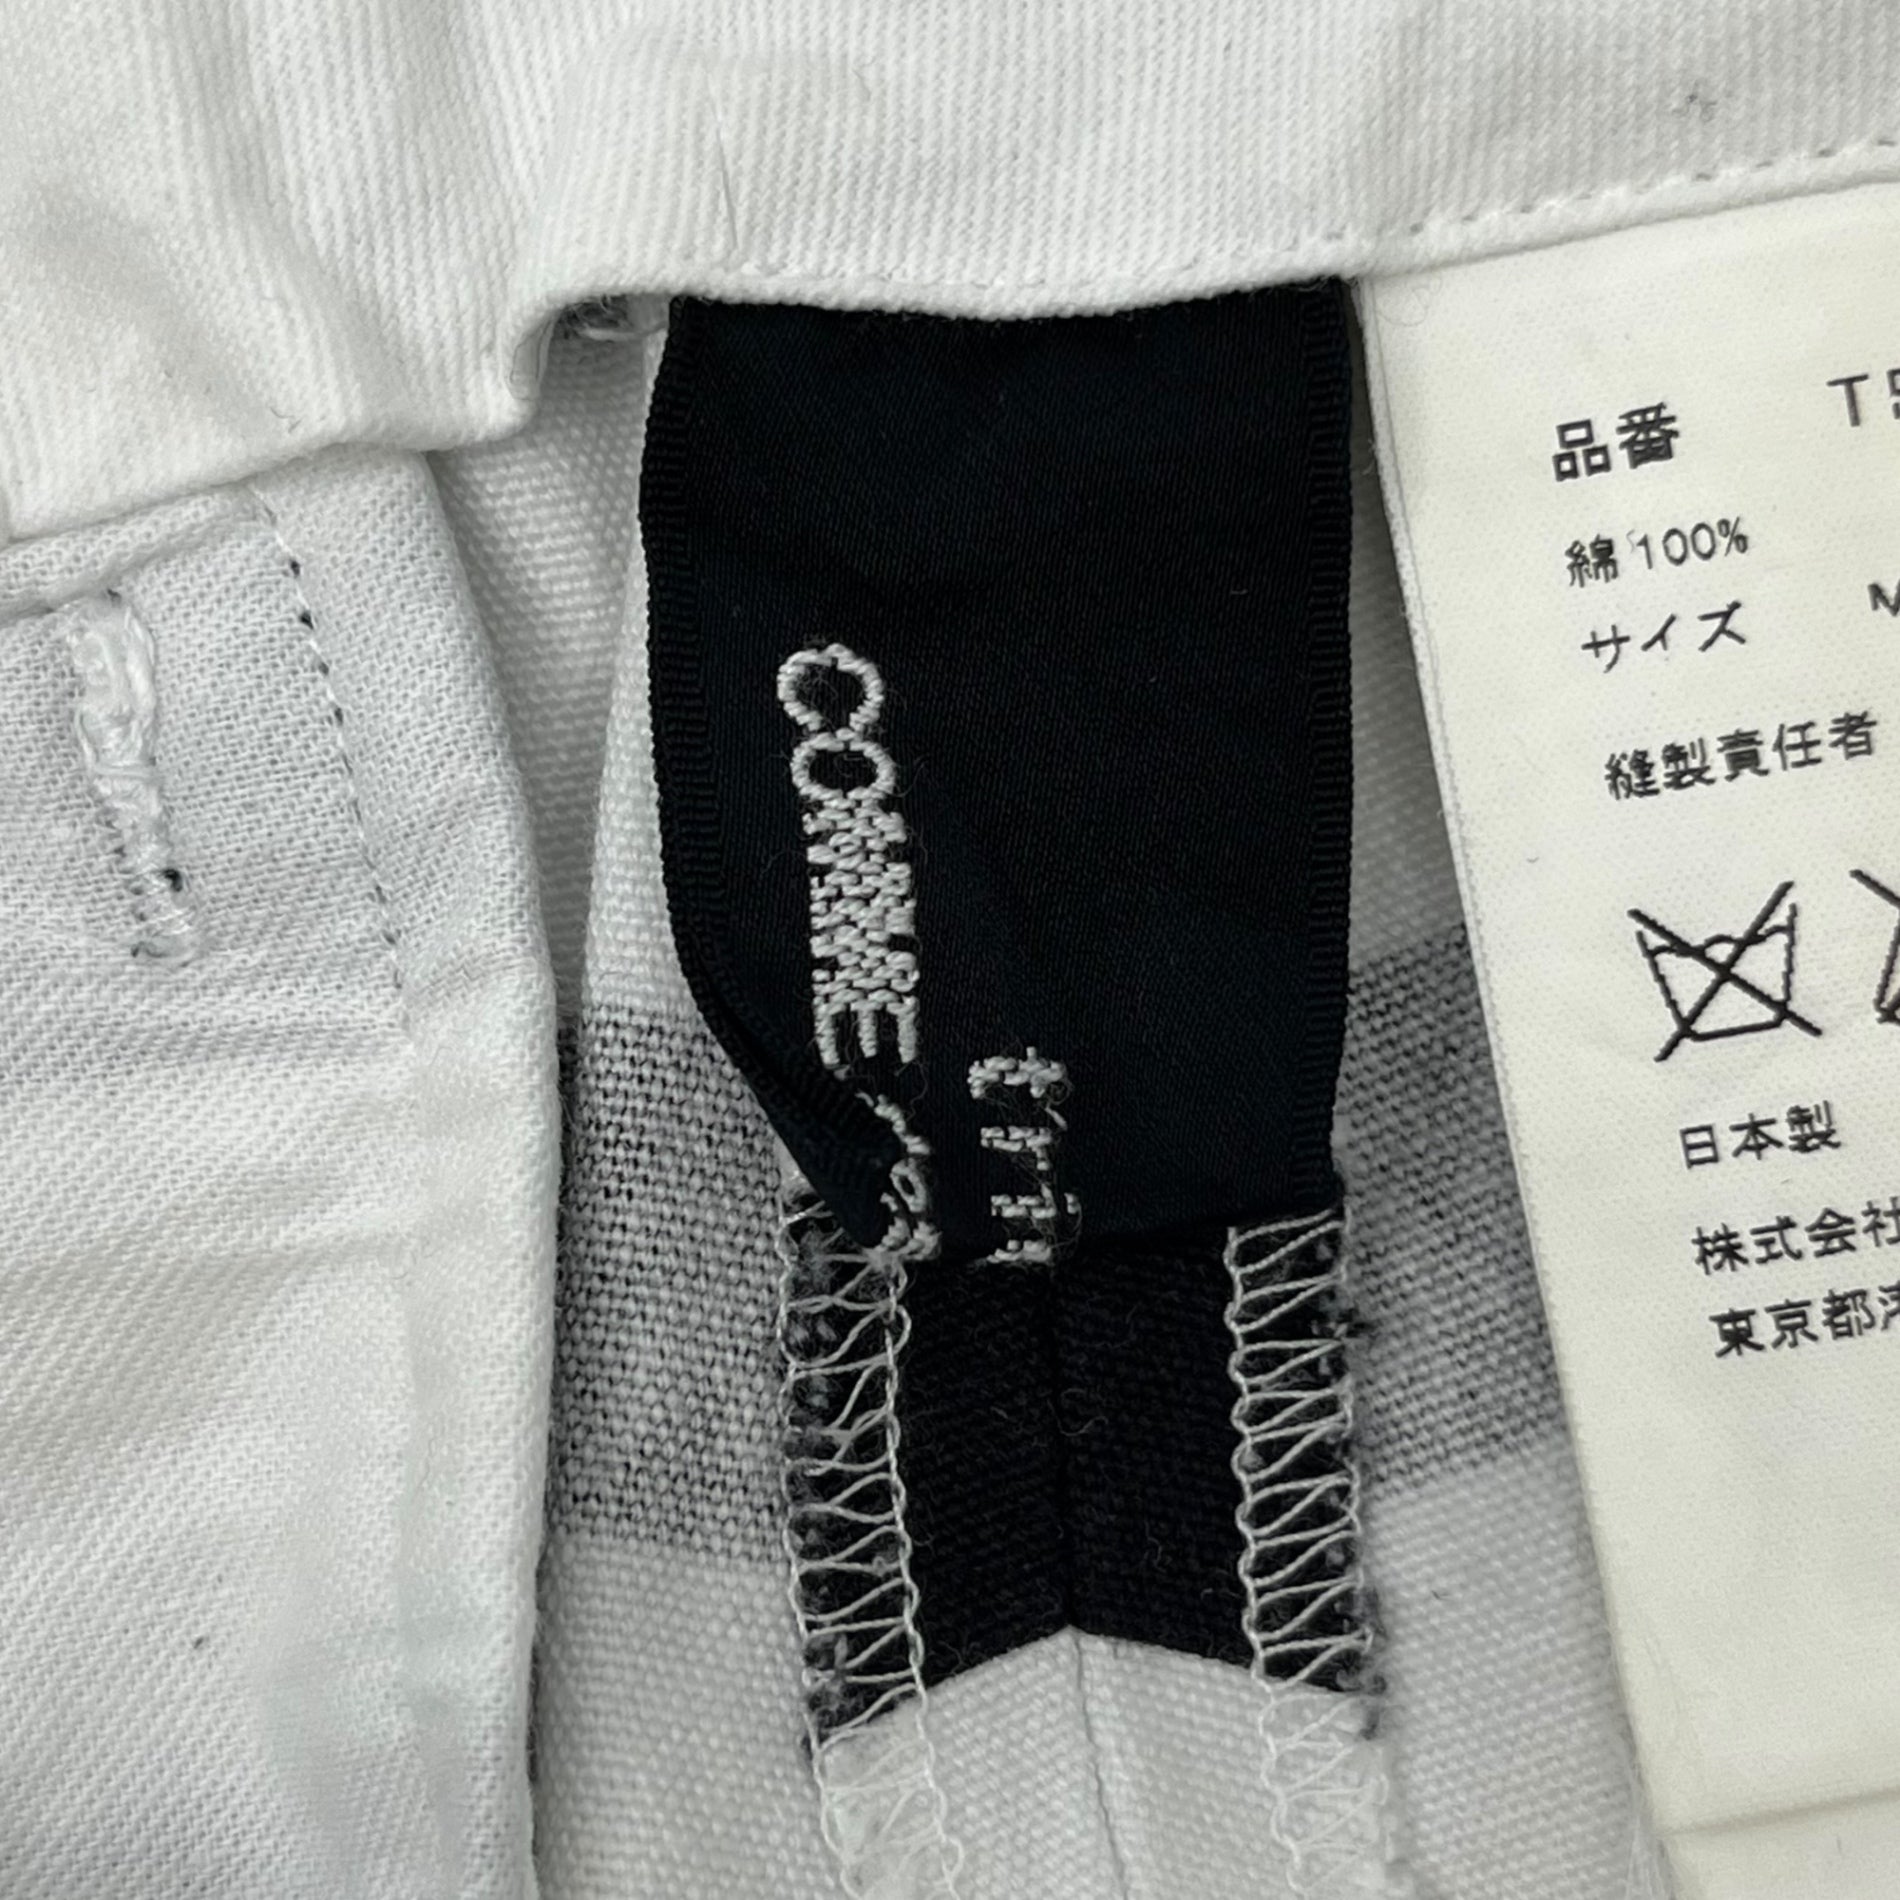 COMME
tri
品番
綿 100%
サイズ M
縫製責任者
日本製
株式会社
東京都